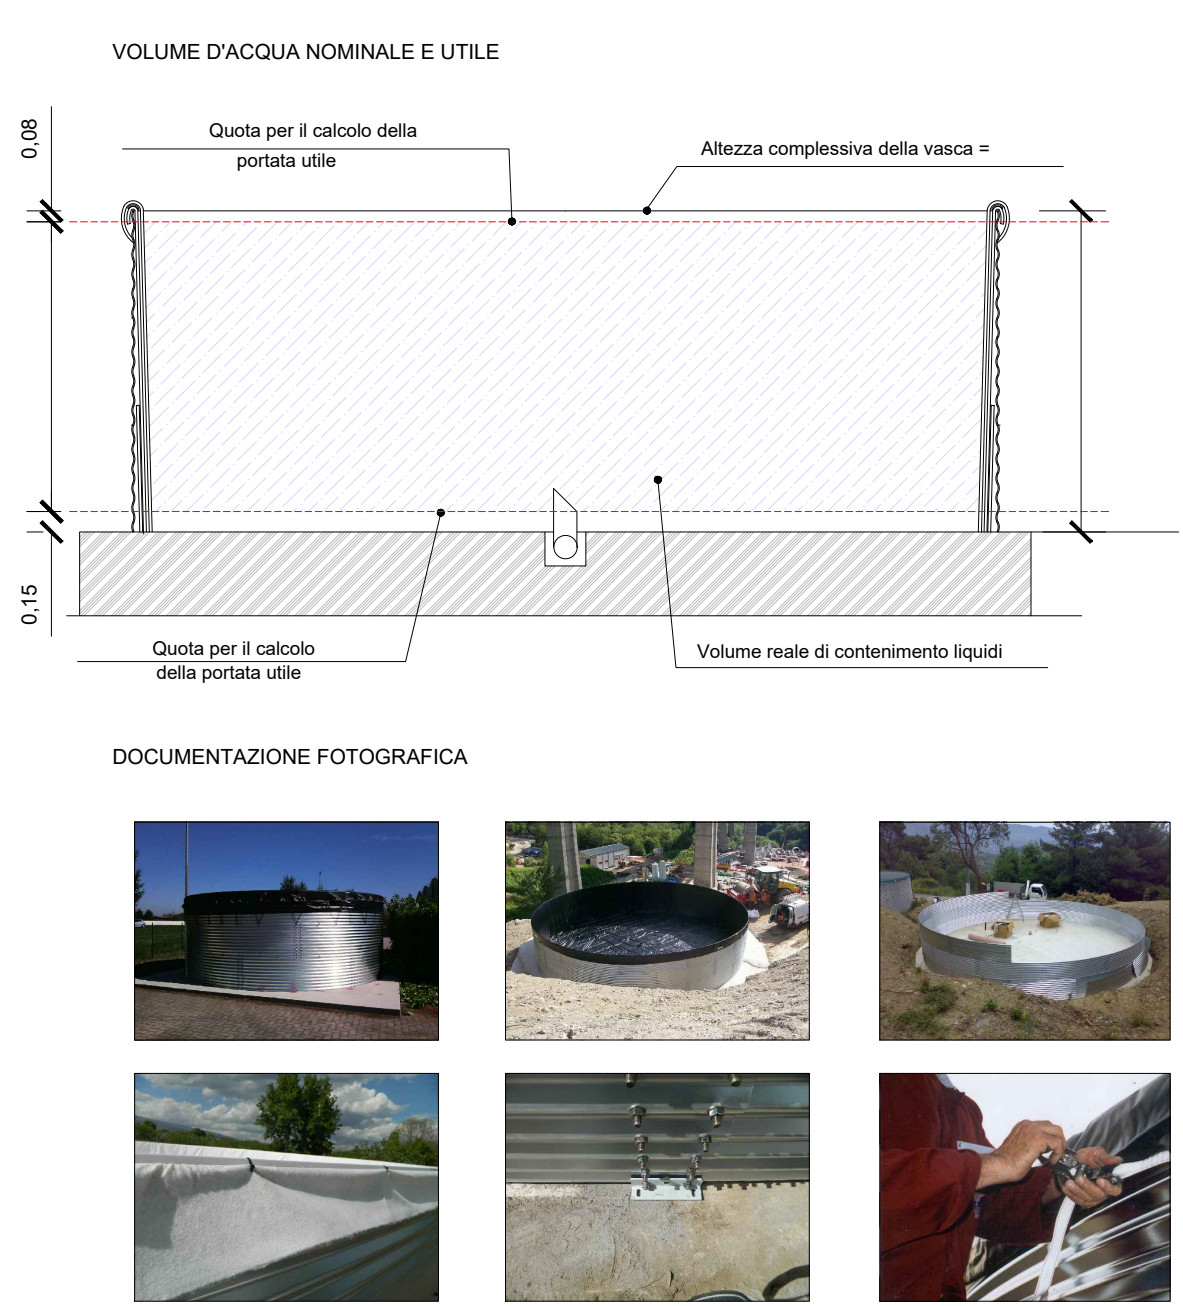 VOLUME D'ACQUA NOMINALE E UTILE
0,08
Quota per il calcolo della
portata utile
Altezza complessiva della vasca =
0,15
Quota per il calcolo
della portata utile
Volume reale di contenimento liquidi
DOCUMENTAZIONE FOTOGRAFICA